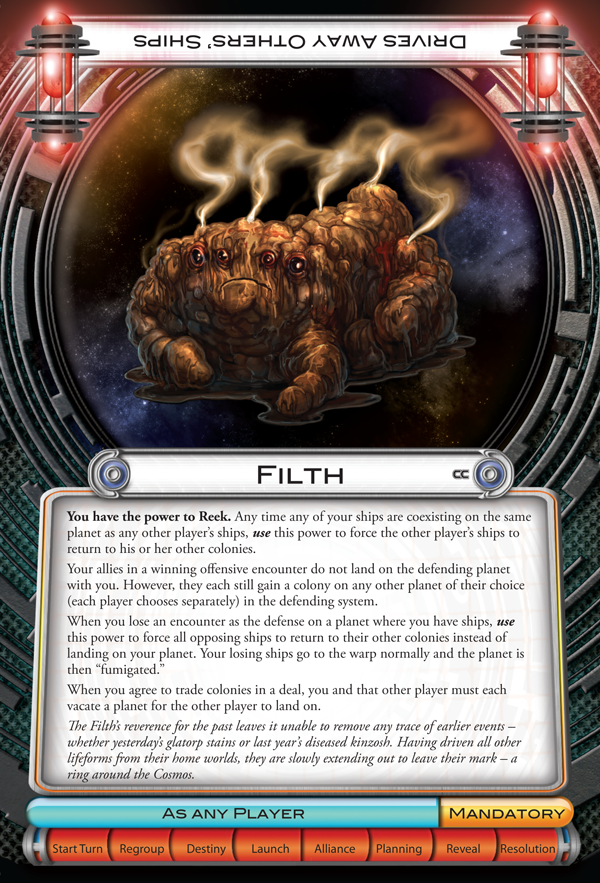 Drives Away Others' Ships
Filth
CC
You have the power to Reek. Any time any of your ships are coexisting on the same
planet as any other player's ships, use this power to force the other player's ships to
return to his or her other colonies.
Your allies in a winning offensive encounter do not land on the defending planet
with you. However, they each still gain a colony on any other planet of their choice
(each player chooses separately) in the defending system.
When you lose an encounter as the defense on a planet where you have ships, use
this power to force all opposing ships to return to their other colonies instead of
landing on your planet. Your losing ships go to the warp normally and the planet is
then “fumigated.”
When you agree to trade colonies in a deal, you and that other player must each
vacate a planet for the other player to land on.
The Filth's reverence for the past leaves it unable to remove any trace of earlier events –
whether yesterday's glatorp stains or last year's diseased kinzosh. Having driven all other
lifeforms from their home worlds, they are slowly extending out to leave their mark – a
ring around the Cosmos.
As any Player Mandatory
Start Turn Regroup Destiny Launch Alliance Planning Reveal Resolution